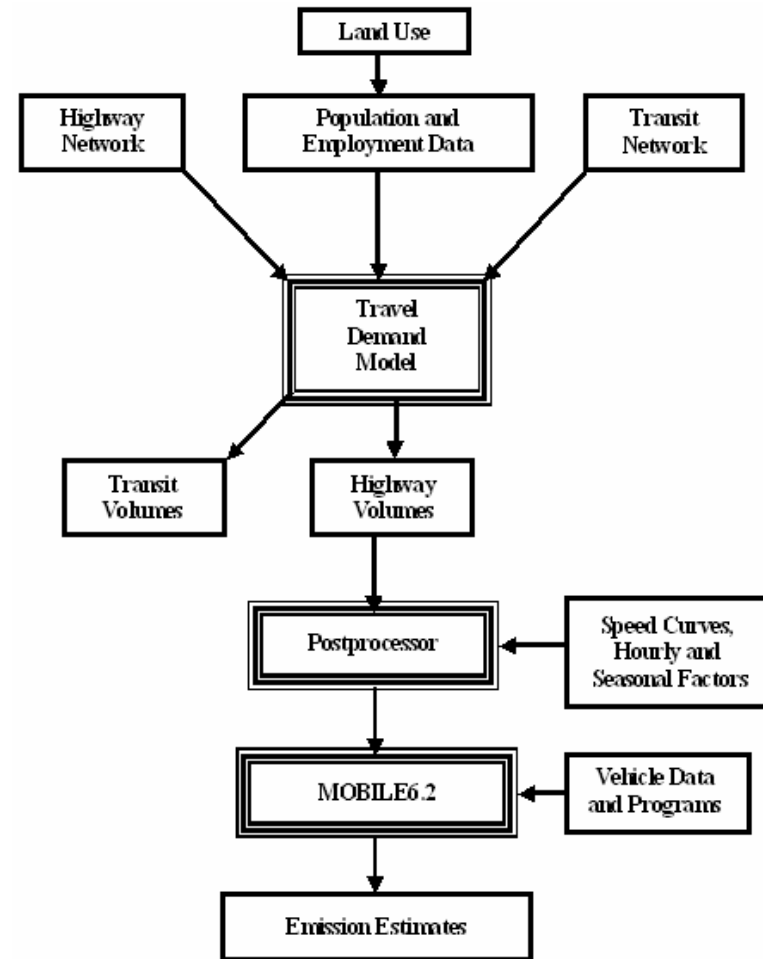 Land Use
Highway
Network
Population and
Employment Data
Transit
Network
Travel
Demand
Model
Transit
Volumes
Highway
Volumes
Postprocessor
Speed Curves,
Hourly and
Seasonal Factors
MOBILE6.2
Vehicle Data
and Programs
Emission Estimates